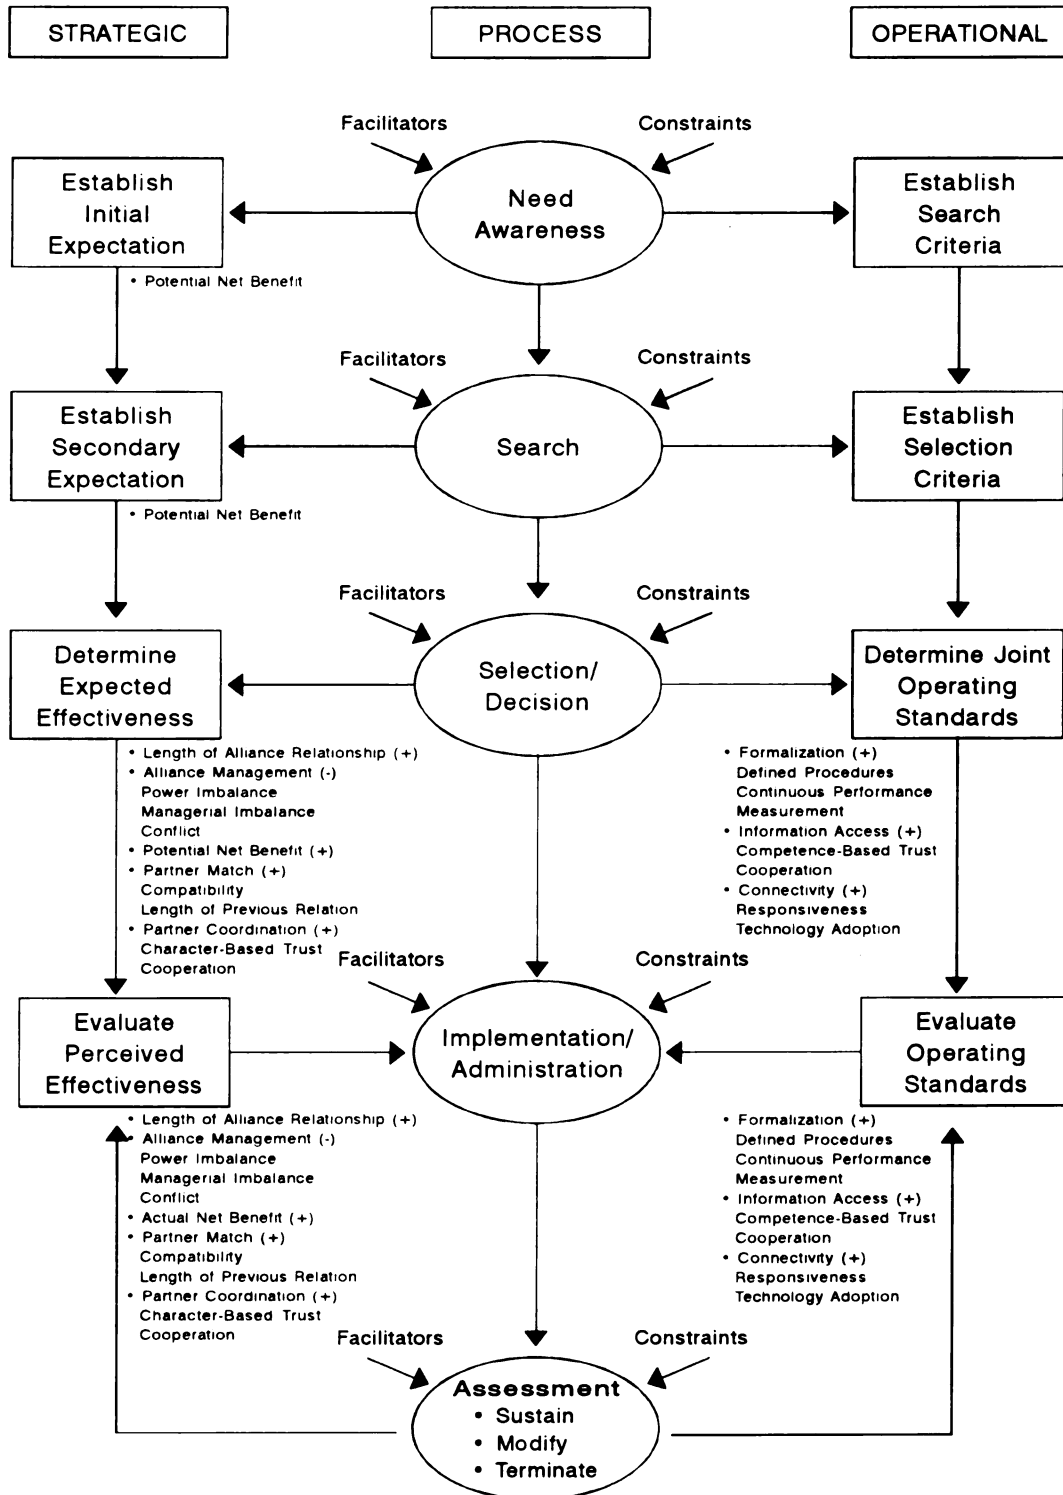 STRATEGIC
PROCESS
OPERATIONAL
Facilitators
Constraints
Establish
Initial
Expectation
Need
Awareness
Establish
Search
Criteria
• Potential Net Benefit
Facilitators
Constraints
Establish
Secondary
Expectation
Search
Establish
Selection
Criteria
• Potential Net Benefit
Facilitators
Constraints
Determine
Expected
Effectiveness
Selection/
Decision
Determine Joint
Operating
Standards
• Length of Alliance Relationship (+)
• Alliance Management (-)
Power Imbalance
Managerial Imbalance
Conflict
• Potential Net Benefit (+)
• Partner Match (+)
Compatibility
Length of Previous Relation
• Partner Coordination (+)
Character-Based Trust
Cooperation
• Formalization (+)
Defined Procedures
Continuous Performance
Measurement
• Information Access (+)
Competence-Based Trust
Cooperation
• Connectivity (+)
Responsiveness
Technology Adoption
Facilitators
Constraints
Evaluate
Perceived
Effectiveness
Implementation/
Administration
Evaluate
Operating
Standards
• Length of Alliance Relationship (+)
• Alliance Management (-)
Power Imbalance
Managerial Imbalance
Conflict
• Actual Net Benefit (+)
• Partner Match (+)
Compatibility
Length of Previous Relation
• Partner Coordination (+)
Character-Based Trust
Cooperation
• Formalization (+)
Defined Procedures
Continuous Performance
Measurement
• Information Access (+)
Competence-Based Trust
Cooperation
• Connectivity (+)
Responsiveness
Technology Adoption
Facilitators
Constraints
Assessment
• Sustain
• Modify
• Terminate